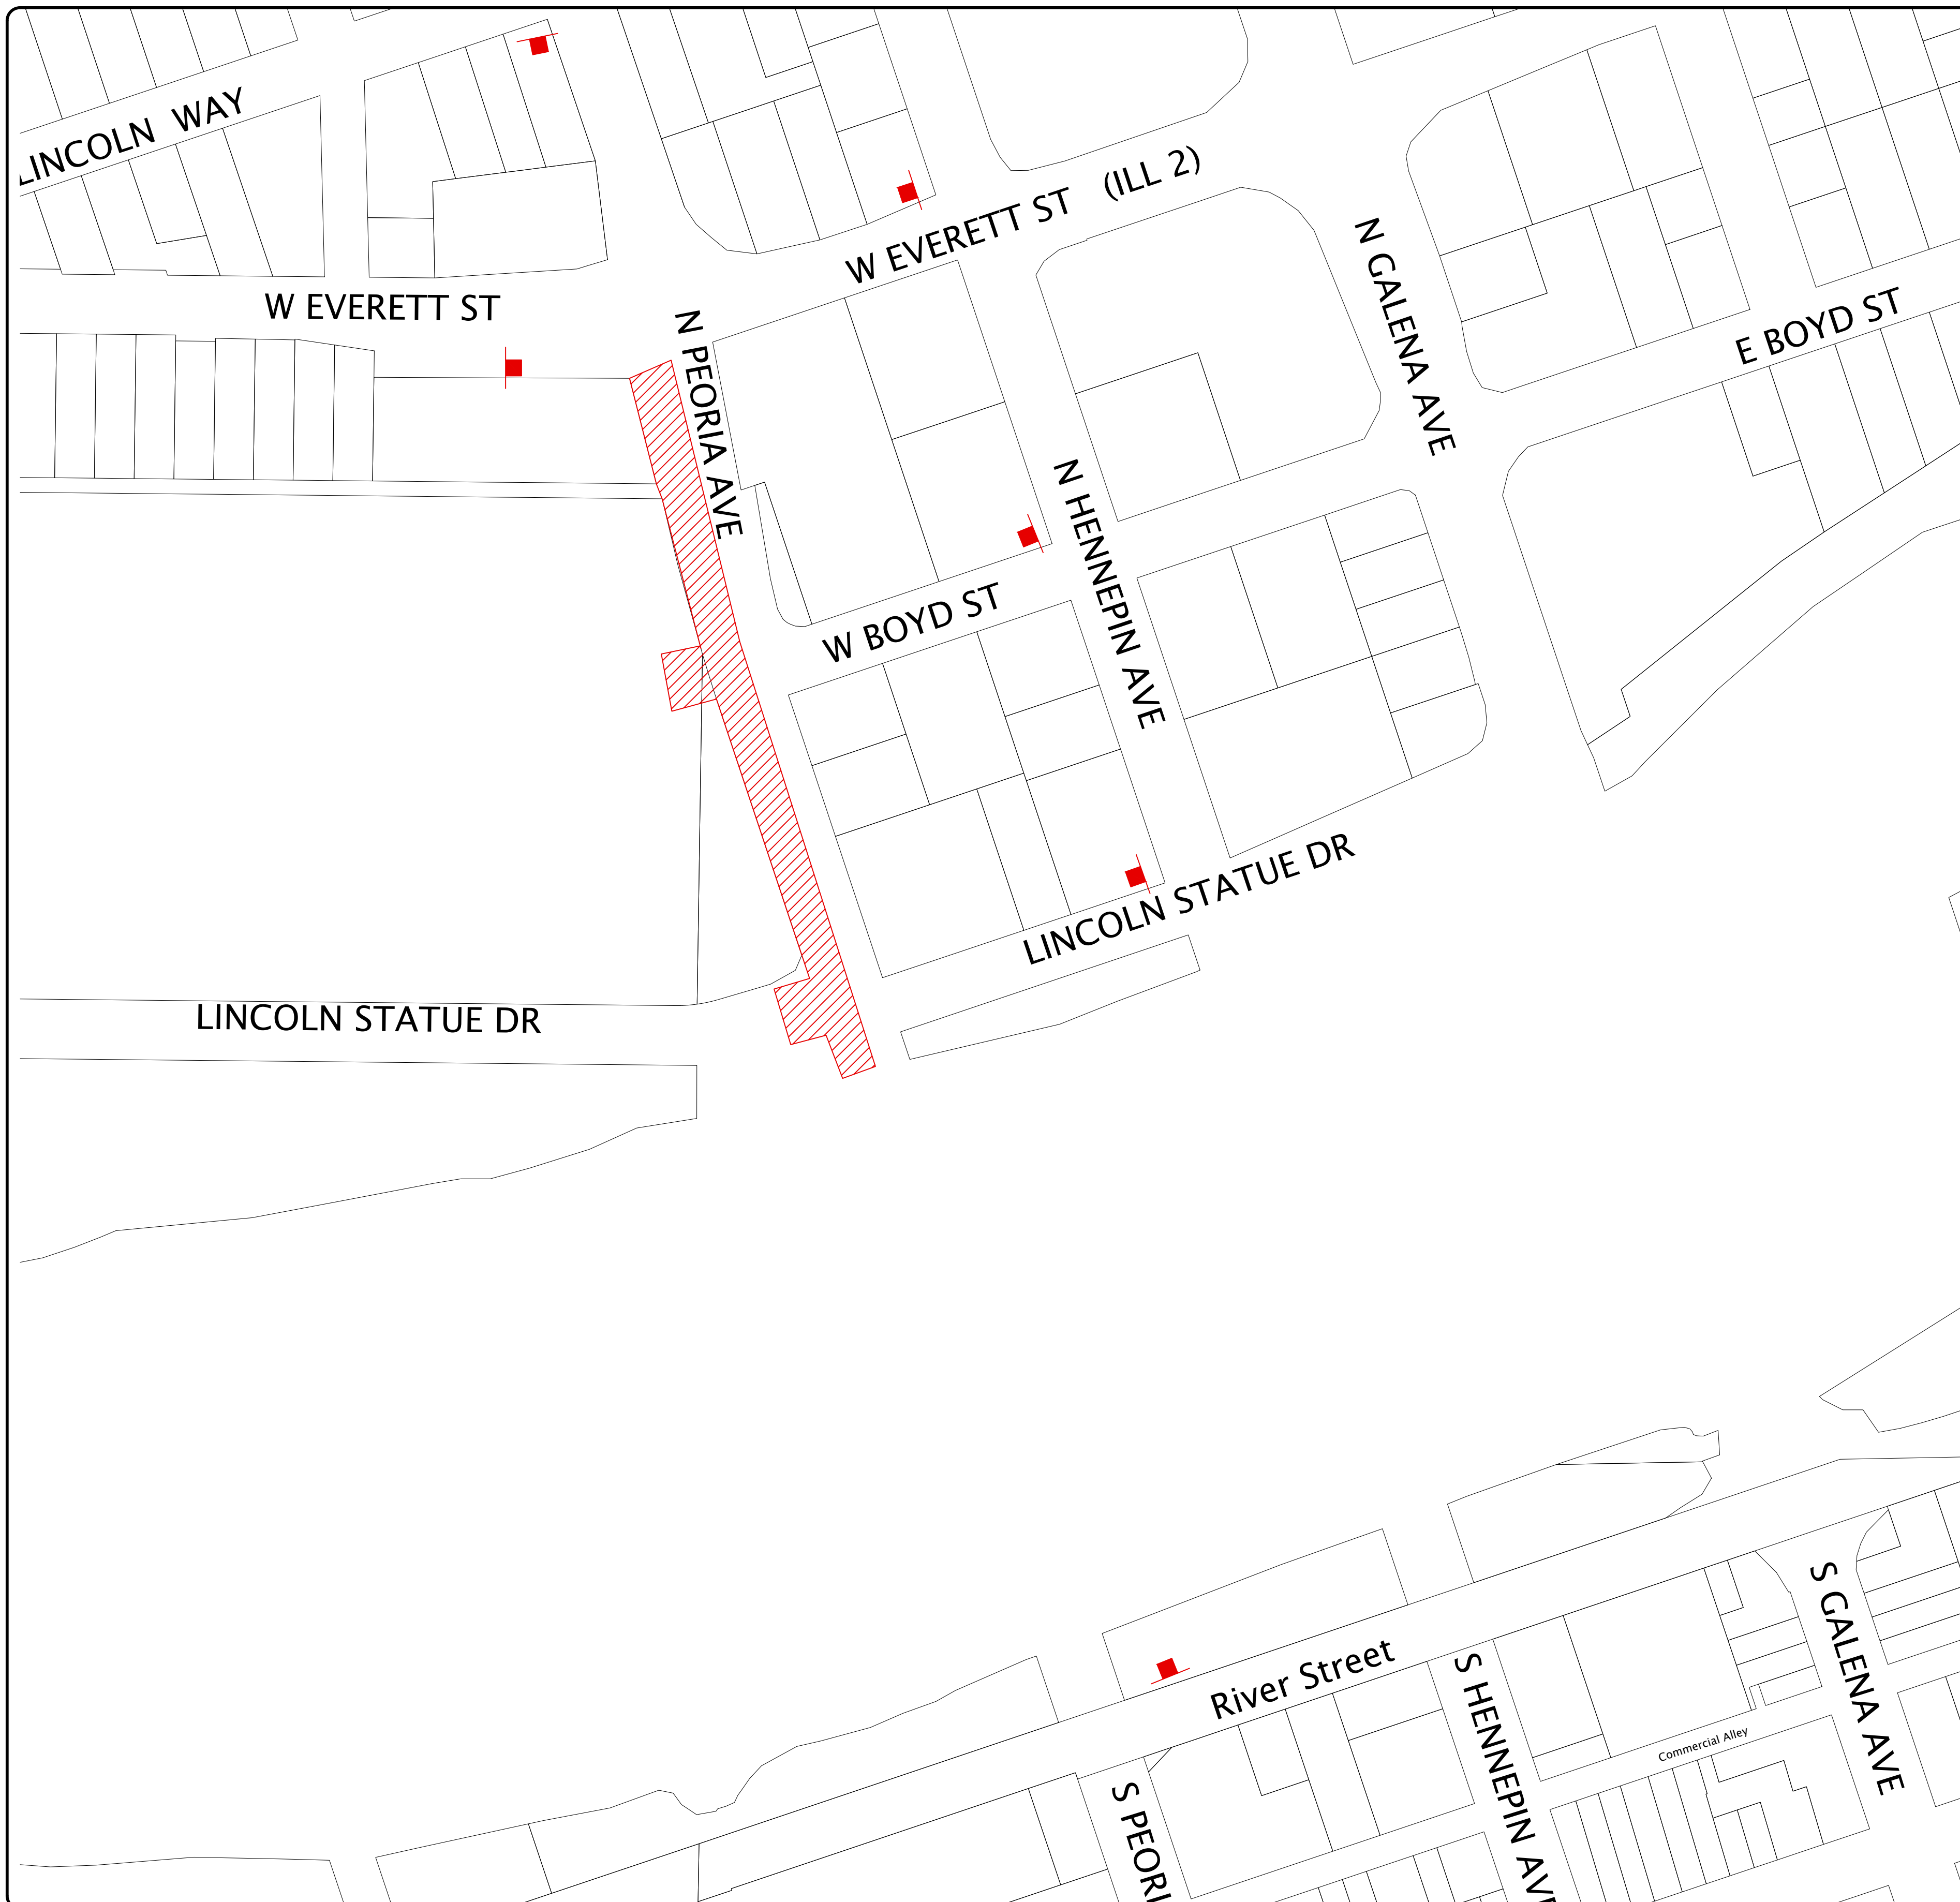 LINCOLN WAY
W EVERETT ST (ILL 2)
W EVERETT ST
N PEORIA AVE
N GALENA AVE
E BOYD ST
N HENNEPIN AVE
W BOYD ST
LINCOLN STATUE DR
LINCOLN STATUE DR
River Street
S GALENA AVE
S HENNEPIN AVE
Commercial Alley
S PEORI